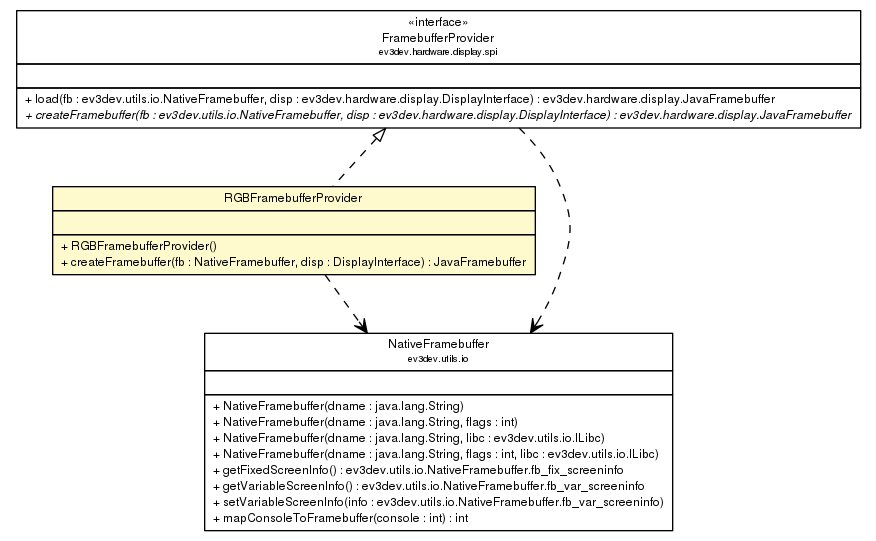 «interface»
FramebufferProvider
ev3dev.hardware.display.spi
+ load(fb : ev3dev.utils.io.NativeFramebuffer, disp : ev3dev.hardware.display.DisplayInterface) : ev3dev.hardware.display.JavaFramebuffer
+ createFramebuffer(fb : ev3dev.utils.io.NativeFramebuffer, disp : ev3dev.hardware.display.DisplayInterface) : ev3dev.hardware.display.JavaFramebuffer
RGBFramebufferProvider
+ RGBFramebufferProvider()
+ createFramebuffer(fb : NativeFramebuffer, disp : DisplayInterface) : JavaFramebuffer
NativeFramebuffer
ev3dev.utils.io
+ NativeFramebuffer(dname : java.lang.String)
+ NativeFramebuffer(dname : java.lang.String, flags : int)
+ NativeFramebuffer(dname : java.lang.String, libc : ev3dev.utils.io.ILibc)
+ NativeFramebuffer(dname : java.lang.String, flags : int, libc : ev3dev.utils.io.ILibc)
+ getFixedScreenInfo() : ev3dev.utils.io.NativeFramebuffer.fb_fix_screeninfo
+ getVariableScreenInfo() : ev3dev.utils.io.NativeFramebuffer.fb_var_screeninfo
+ setVariableScreenInfo(info : ev3dev.utils.io.NativeFramebuffer.fb_var_screeninfo)
+ mapConsoleToFramebuffer(console : int) : int